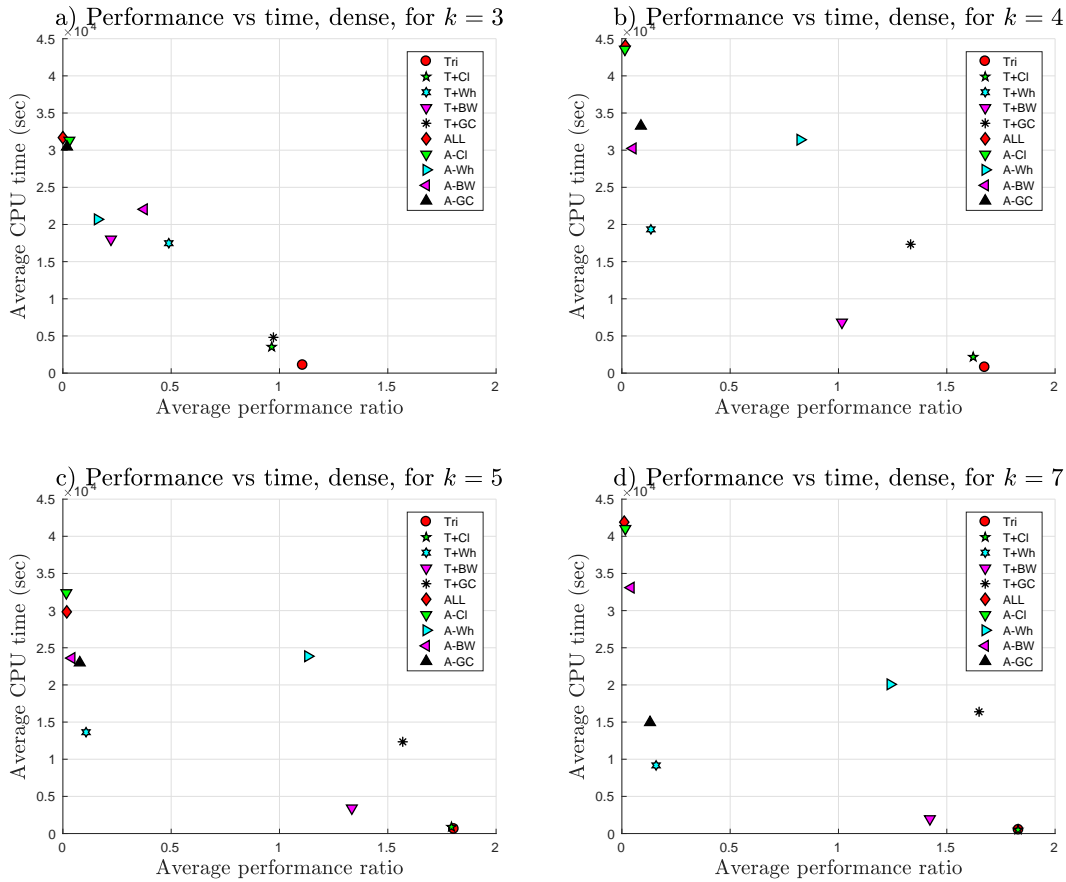 a) Performance vs time, dense, for k = 3
×10^4
4.5
4
3.5
3
2.5
2
1.5
1
0.5
0
0 0.5 1 1.5 2
Average CPU time (sec)
Average performance ratio
Tri
T+Cl
T+Wh
T+BW
T+GC
ALL
A-Cl
A-Wh
A-BW
A-GC
b) Performance vs time, dense, for k = 4
×10^4
4.5
4
3.5
3
2.5
2
1.5
1
0.5
0
0 0.5 1 1.5 2
Average CPU time (sec)
Average performance ratio
Tri
T+Cl
T+Wh
T+BW
T+GC
ALL
A-Cl
A-Wh
A-BW
A-GC
c) Performance vs time, dense, for k = 5
×10^4
4.5
4
3.5
3
2.5
2
1.5
1
0.5
0
0 0.5 1 1.5 2
Average CPU time (sec)
Average performance ratio
Tri
T+Cl
T+Wh
T+BW
T+GC
ALL
A-Cl
A-Wh
A-BW
A-GC
d) Performance vs time, dense, for k = 7
×10^4
4.5
4
3.5
3
2.5
2
1.5
1
0.5
0
0 0.5 1 1.5 2
Average CPU time (sec)
Average performance ratio
Tri
T+Cl
T+Wh
T+BW
T+GC
ALL
A-Cl
A-Wh
A-BW
A-GC